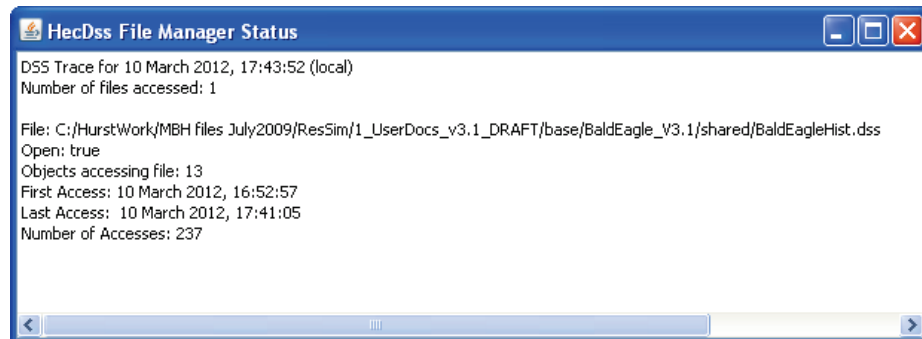 HecDss File Manager Status
DSS Trace for 10 March 2012, 17:43:52 (local)
Number of files accessed: 1
File: C:/HurstWork/MBH files July2009/ResSim/1_UserDocs_v3.1_DRAFT/base/BaldEagle_V3.1/shared/BaldEagleHist.dss
Open: true
Objects accessing file: 13
First Access: 10 March 2012, 16:52:57
Last Access:  10 March 2012, 17:41:05
Number of Accesses: 237